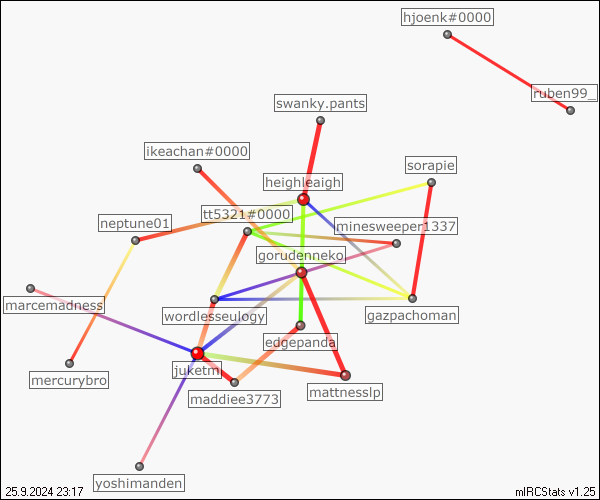 hjoenk#0000
ruben99_
swanky.pants
ikeachan#0000
sorapie
heighleaigh
tt5321#0000
neptune01
minesweeper1337
gorudenneko
marcemadness
wordlesseulogy
gazpachoman
edgepanda
juketm
mercurybro
maddiee3773
mattnesslp
yoshimanden
25.9.2024 23:17
mIRCStats v1.25